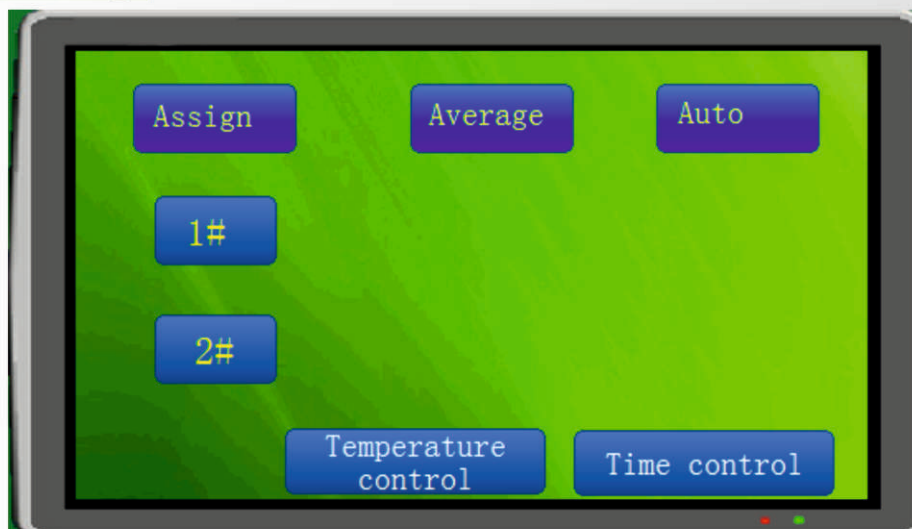 Assign
Average
Auto
1#
2#
Temperature
control
Time control